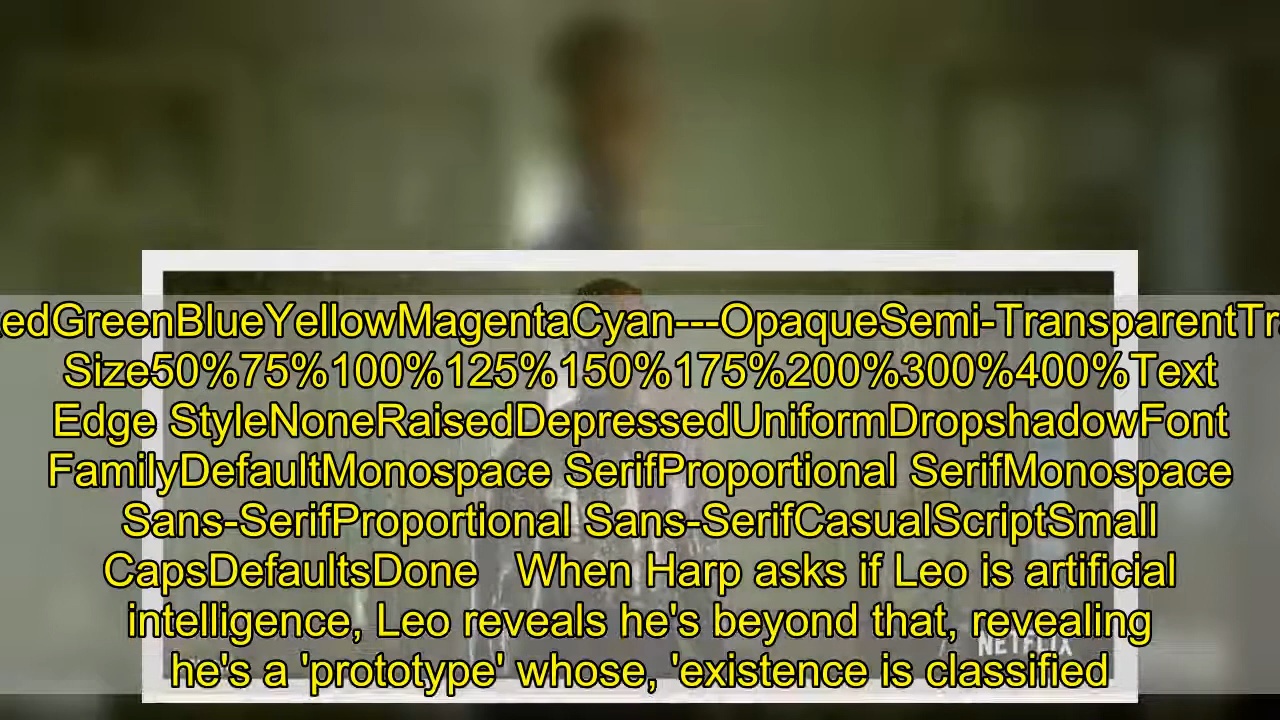 edGreenBlueYellowMagentaCyan---OpaqueSemi-TransparentTr
Size50%75%100%125%150%175%200%300%400%Text
Edge StyleNoneRaisedDepressedUniformDropshadowFont
FamilyDefaultMonospace SerifProportional SerifMonospace
Sans-SerifProportional Sans-SerifCasualScriptSmall
CapsDefaultsDone   When Harp asks if Leo is artificial
intelligence, Leo reveals he's beyond that, revealing
NETFLIX
he's a 'prototype' whose, 'existence is classified